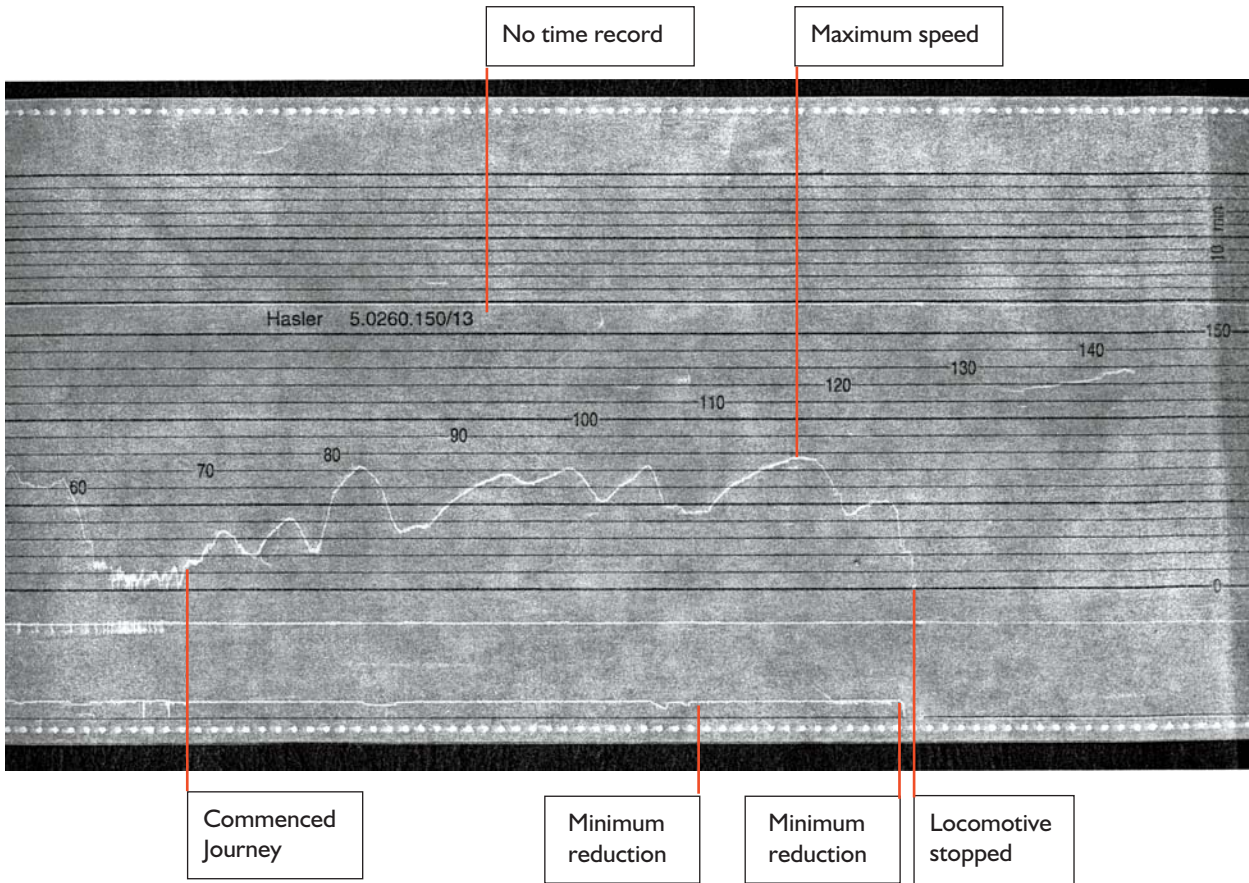 No time record
Maximum speed
10 min
Hasler 5.0260.150/13
150
140
130
120
110
100
90
80
70
60
0
Commenced
Journey
Minimum
reduction
Minimum
reduction
Locomotive
stopped